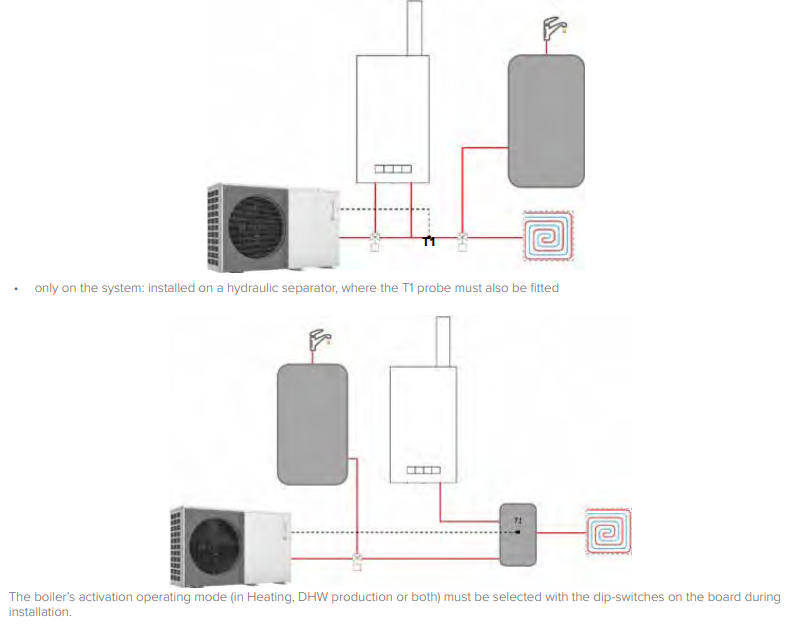 T1
• only on the system: installed on a hydraulic separator, where the T1 probe must also be fitted
T1
The boiler's activation operating mode (in Heating, DHW production or both) must be selected with the dip-switches on the board during
installation.